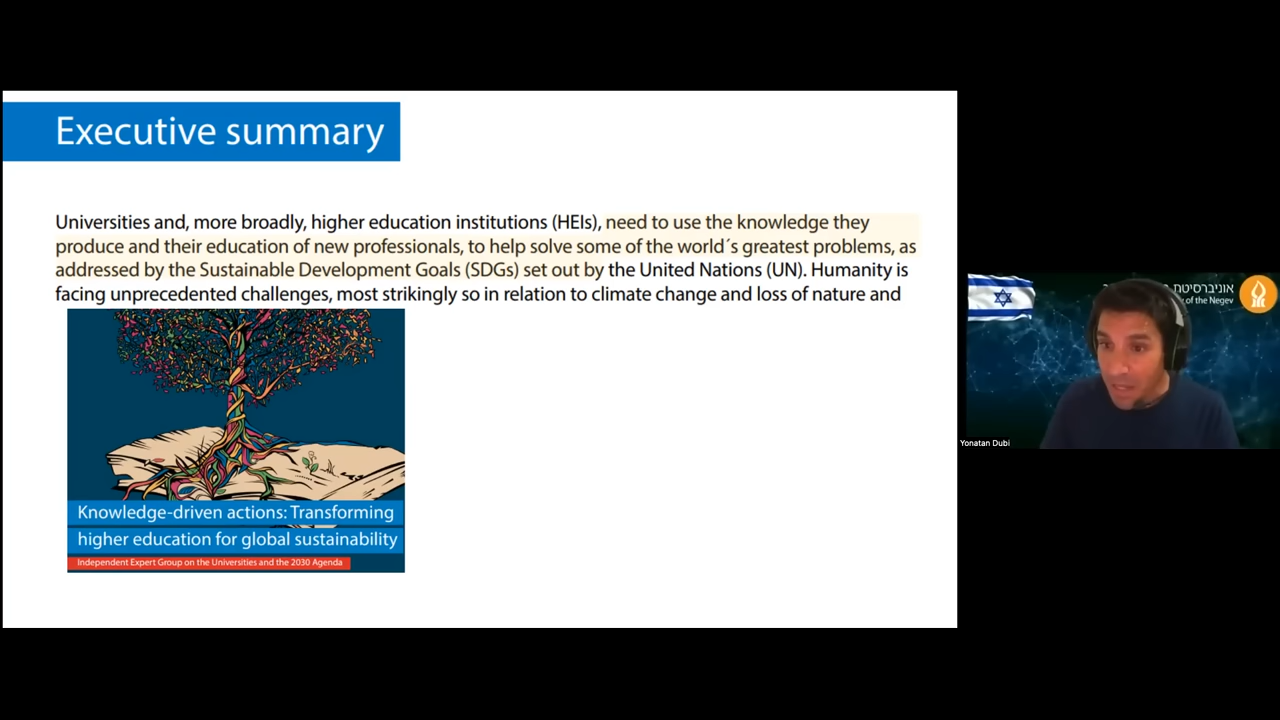 Executive summary
Universities and, more broadly, higher education institutions (HEIs), need to use the knowledge they
produce and their education of new professionals, to help solve some of the world´s greatest problems, as
addressed by the Sustainable Development Goals (SDGs) set out by the United Nations (UN). Humanity is
facing unprecedented challenges, most strikingly so in relation to climate change and loss of nature and
Knowledge-driven actions: Transforming
higher education for global sustainability
Independent Expert Group on the Universities and the 2030 Agenda
אוניברסיטת
of the Negev
Yonatan Dubi